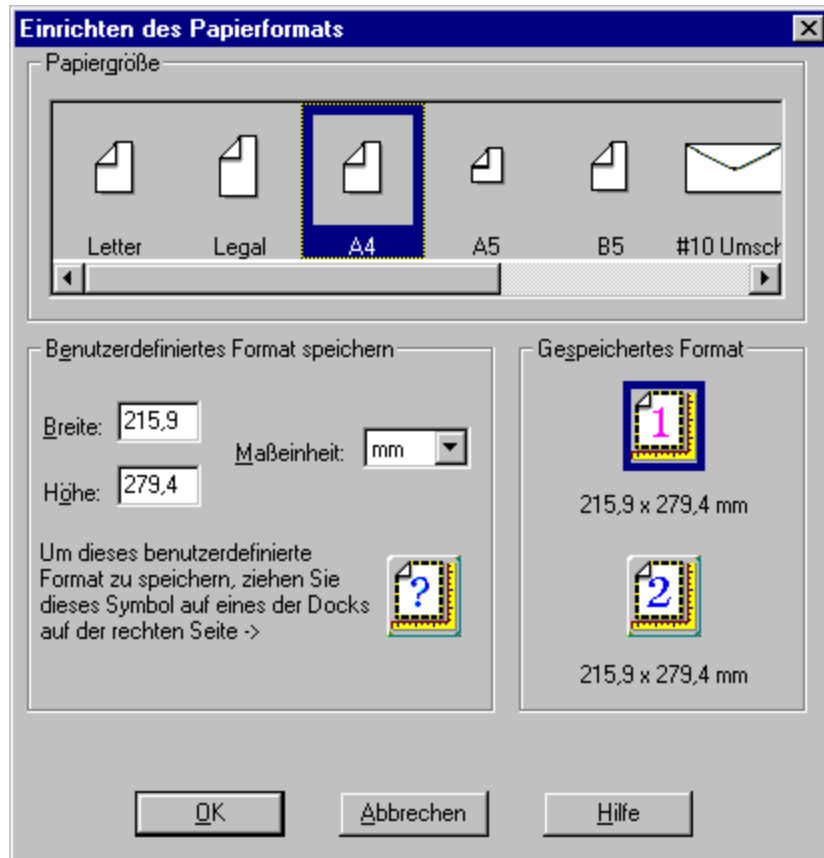 Einrichten des Papierformats
Papiergröße
Letter
Legal
A4
A5
B5
#10 Umsch
Benutzerdefiniertes Format speichern
Breite: 215,9
Maßeinheit: mm
Höhe: 279,4
Um dieses benutzerdefinierte
Format zu speichern, ziehen Sie
dieses Symbol auf eines der Docks
auf der rechten Seite ->
?
Gespeichertes Format
1
215,9 x 279,4 mm
2
215,9 x 279,4 mm
OK
Abbrechen
Hilfe